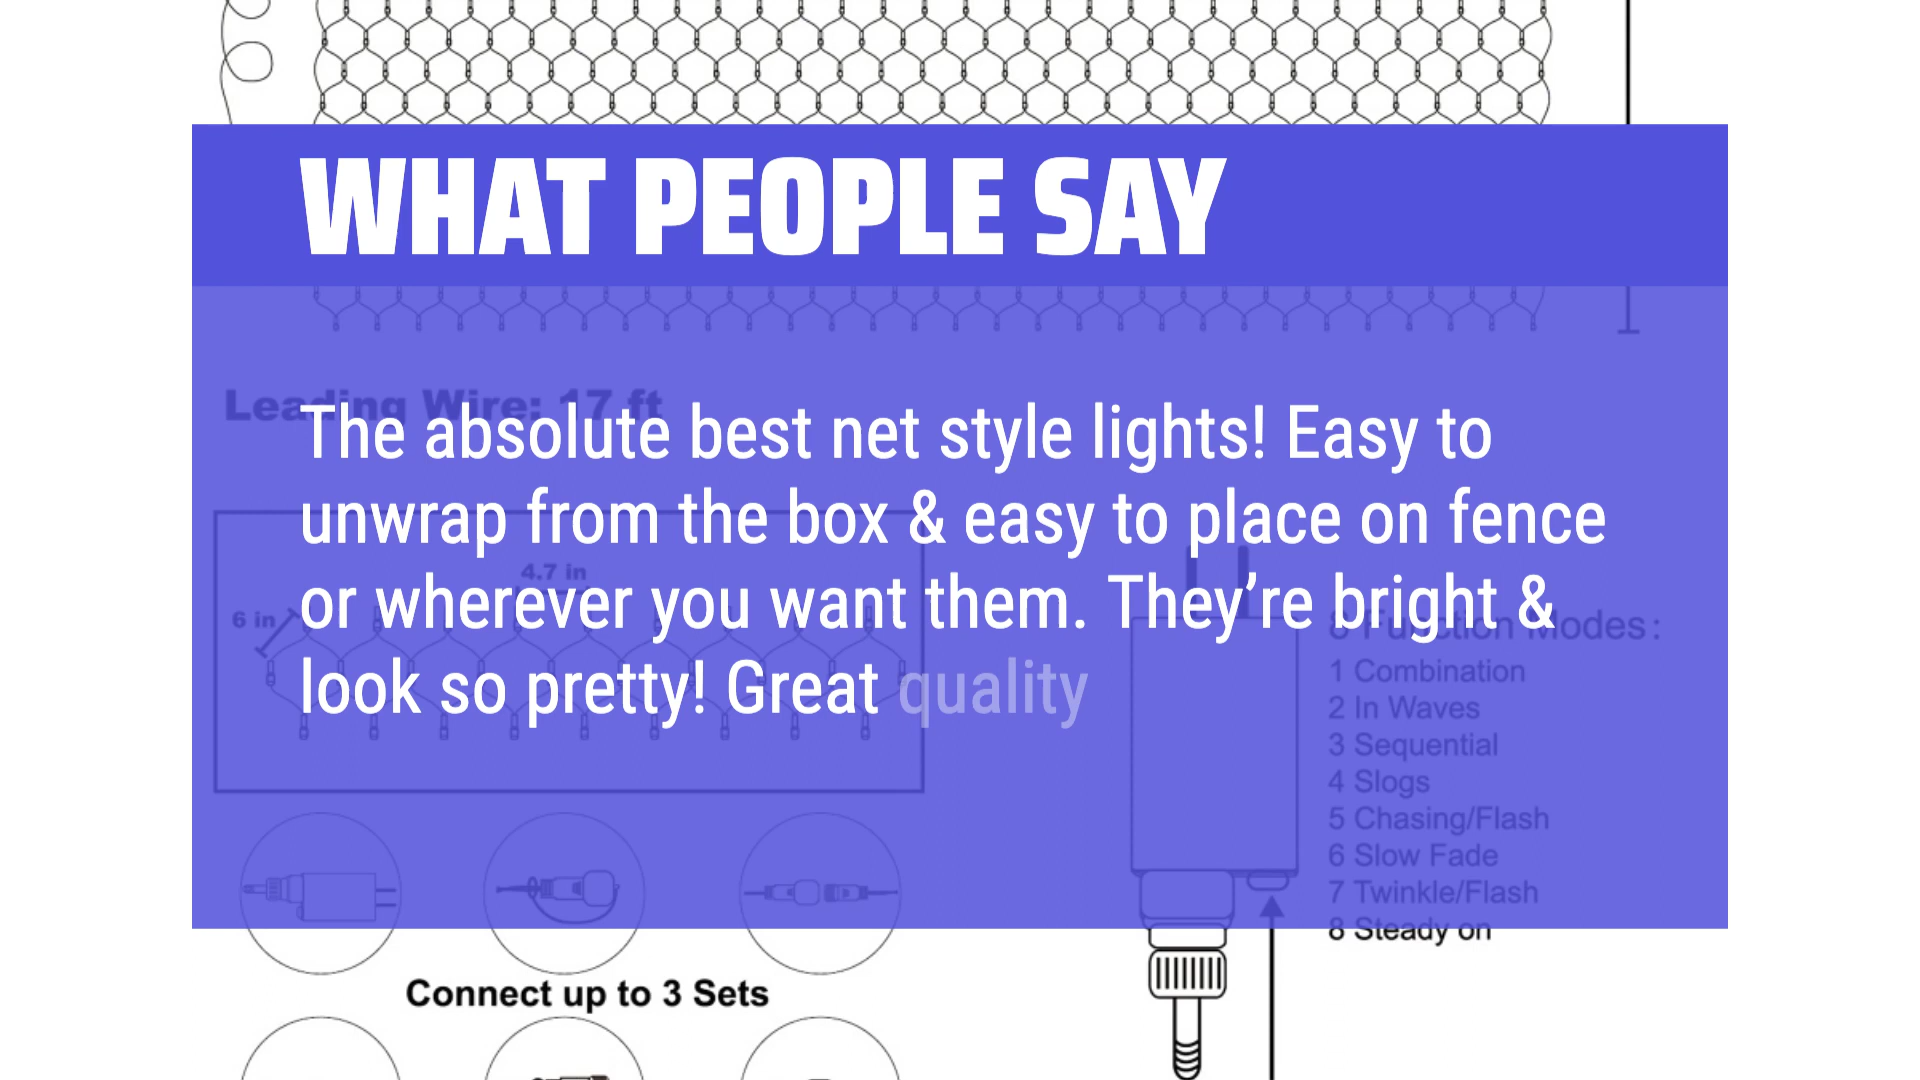 WHAT PEOPLE SAY
Leading Wire: 17 ft
The absolute best net style lights! Easy to
unwrap from the box & easy to place on fence
or wherever you want them. They’re bright &
look so pretty! Great quality
4.7 in
6 in
8 Function Modes:
1 Combination
2 In Waves
3 Sequential
4 Slogs
5 Chasing/Flash
6 Slow Fade
7 Twinkle/Flash
8 Steady on
Connect up to 3 Sets